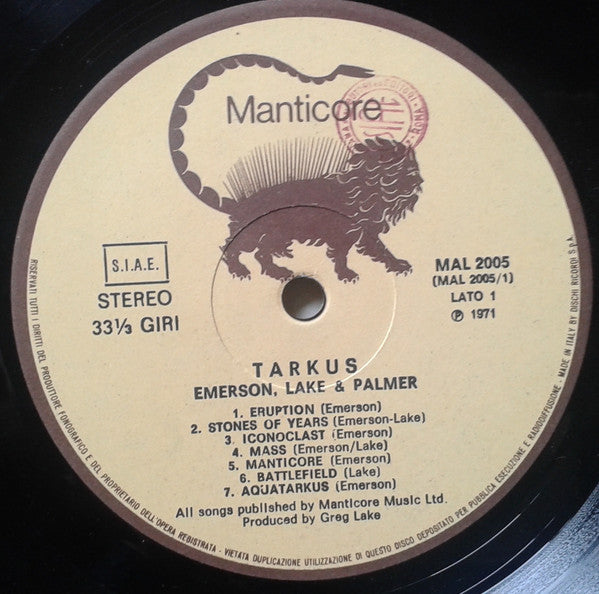 Manticore
ROMA
S.I.A.E.
STEREO
33⅓ GIRI
MAL 2005
(MAL 2005/1)
LATO 1
Ⓟ 1971
TARKUS
EMERSON, LAKE & PALMER
1. ERUPTION (Emerson)
2. STONES OF YEARS (Emerson-Lake)
3. ICONOCLAST (Emerson)
4. MASS (Emerson/Lake)
5. MANTICORE (Emerson)
6. BATTLEFIELD (Lake)
7. AQUATARKUS (Emerson)
All songs published by Manticore Music Ltd.
Produced by Greg Lake
RISERVATI TUTTI I DIRITTI DEL PRODUTTORE FONOGRAFICO E DEL PROPRIETARIO DELL'OPERA REGISTRATA - VIETATA DUPLICAZIONE UTILIZZAZIONE DI QUESTO DISCO DEPOSITATO PER PUBBLICA ESECUZIONE E RADIODIFFUSIONE. - MADE IN ITALY BY DISCHI RICORDI S.p.A.